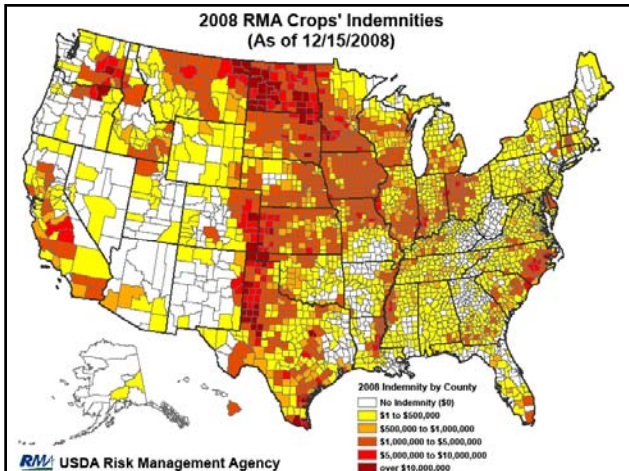 2008 RMA Crops' Indemnities
(As of 12/15/2008)
2008 Indemnity by County
No Indemnity ($0)
$1 to $500,000
$500,000 to $1,000,000
$1,000,000 to $5,000,000
$5,000,000 to $10,000,000
over $10,000,000
RMA USDA Risk Management Agency